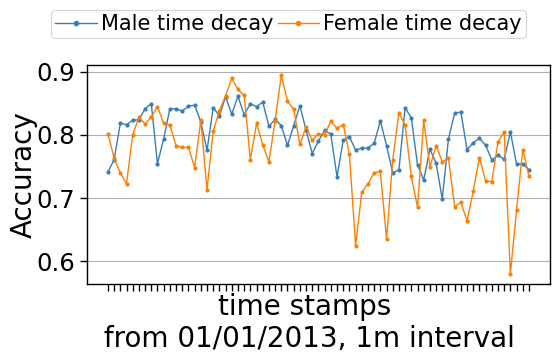 Male time decay Female time decay
0.9
0.8
0.7
0.6
Accuracy
time stamps
from 01/01/2013, 1m interval